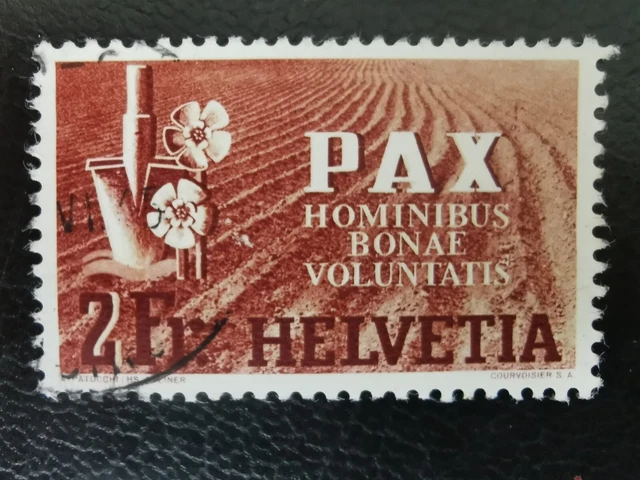 PAX
HOMINIBUS
BONAE
VOLUNTATIS
2 Fr. HELVETIA
COURVOISIER S. A.